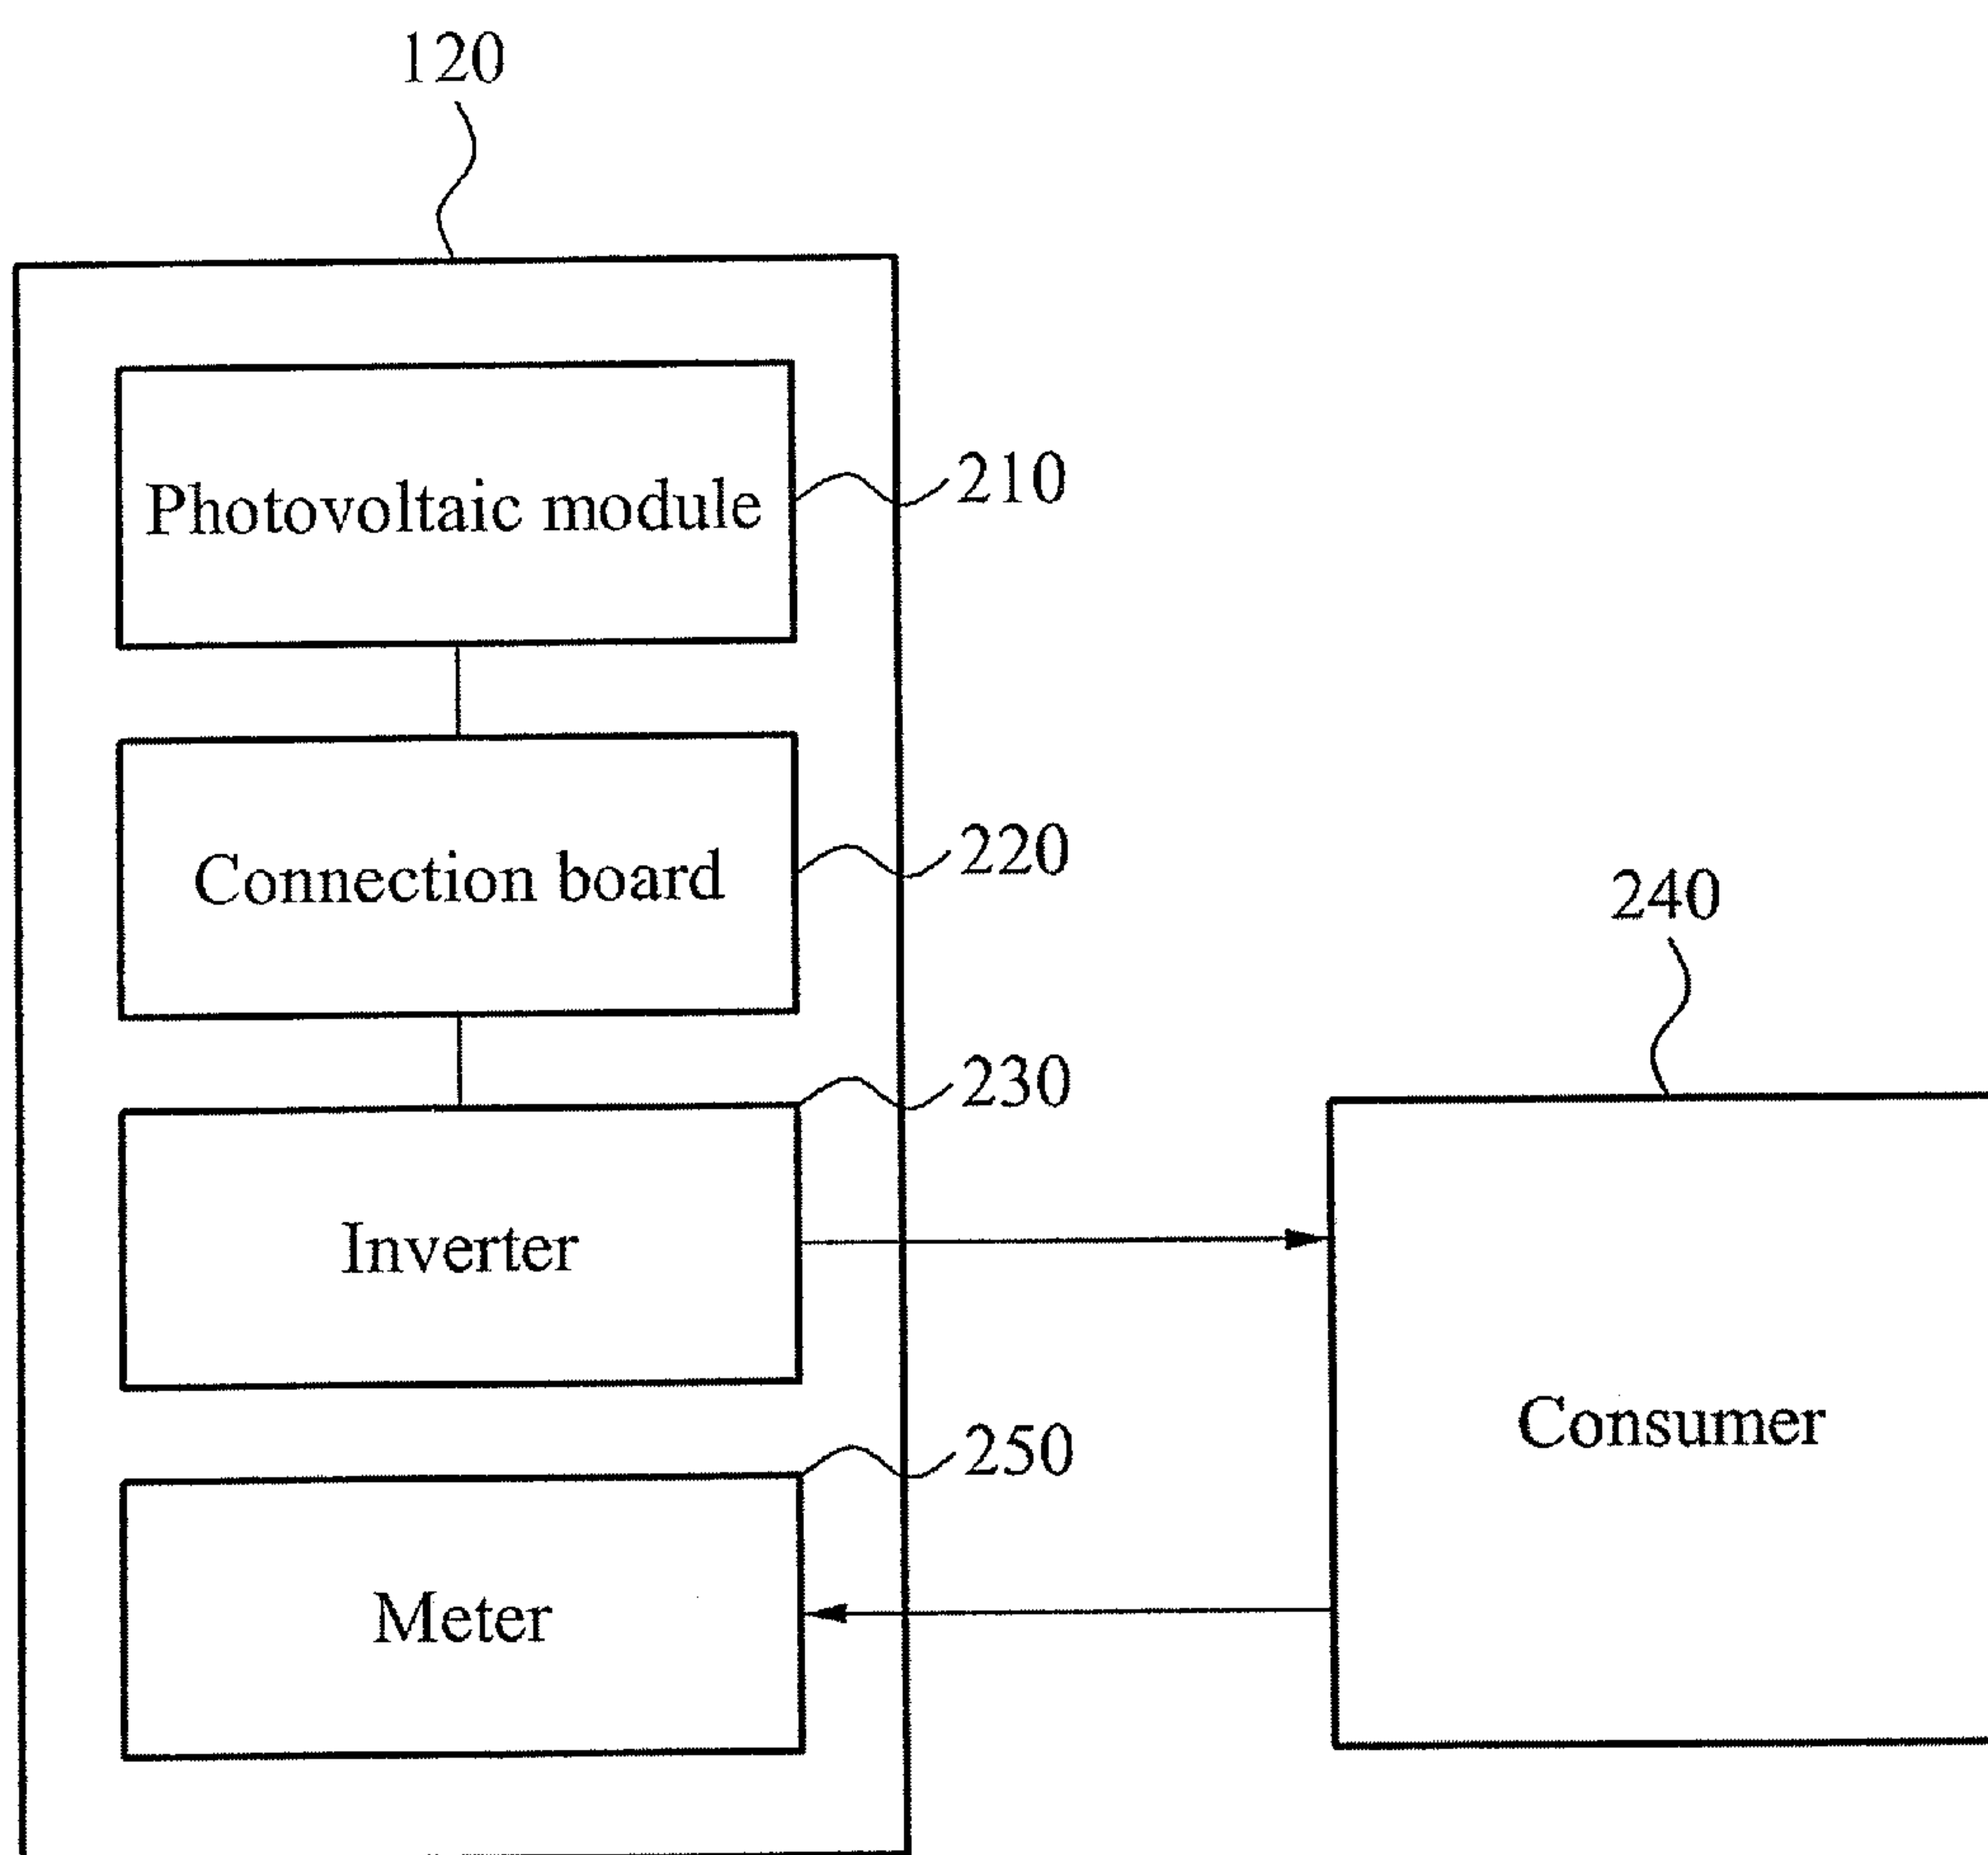 120
Photovoltaic module
210
Connection board
220
240
230
Inverter
Consumer
250
Meter